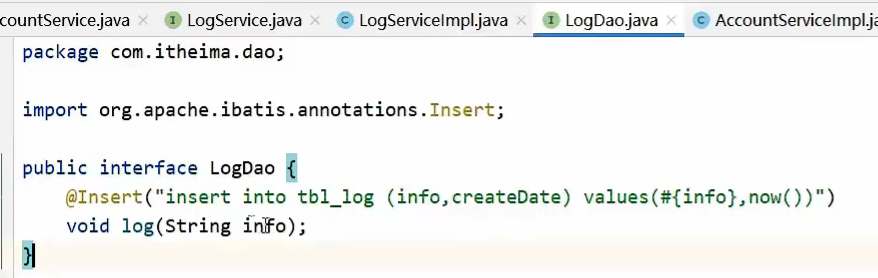 countService.java LogService.java LogServiceImpl.java LogDao.java AccountServiceImpl.ja
package com.itheima.dao;
import org.apache.ibatis.annotations.Insert;
public interface LogDao {
@Insert("insert into tbl_log (info,createDate) values(#{info},now())")
void log(String info);
}